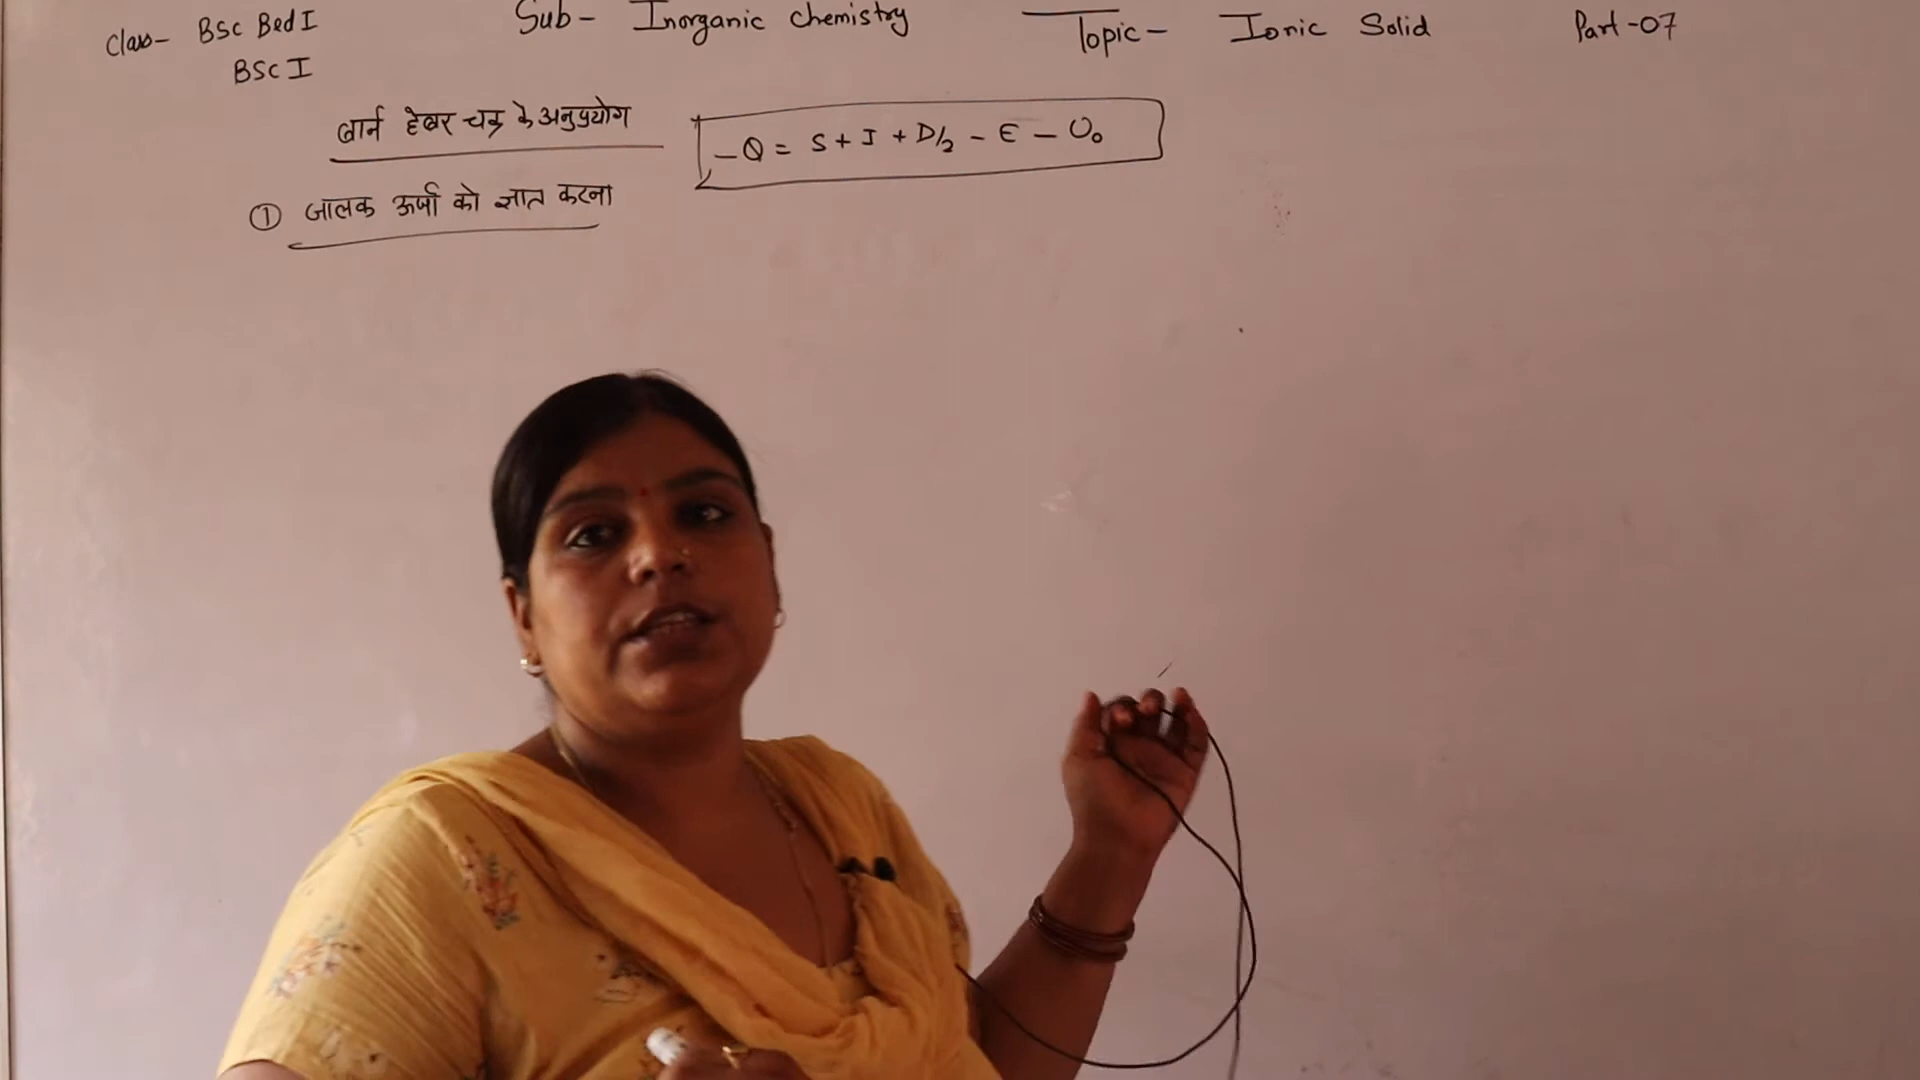 Class- BSc Bed I
BSc I
Sub- Inorganic Chemistry
Topic- Ionic Solid
Part-07
बार्न हेबर चक्र के अनुप्रयोग
-Q = S + I + D/2 - E - U₀
① जालक ऊर्जा को ज्ञात करना